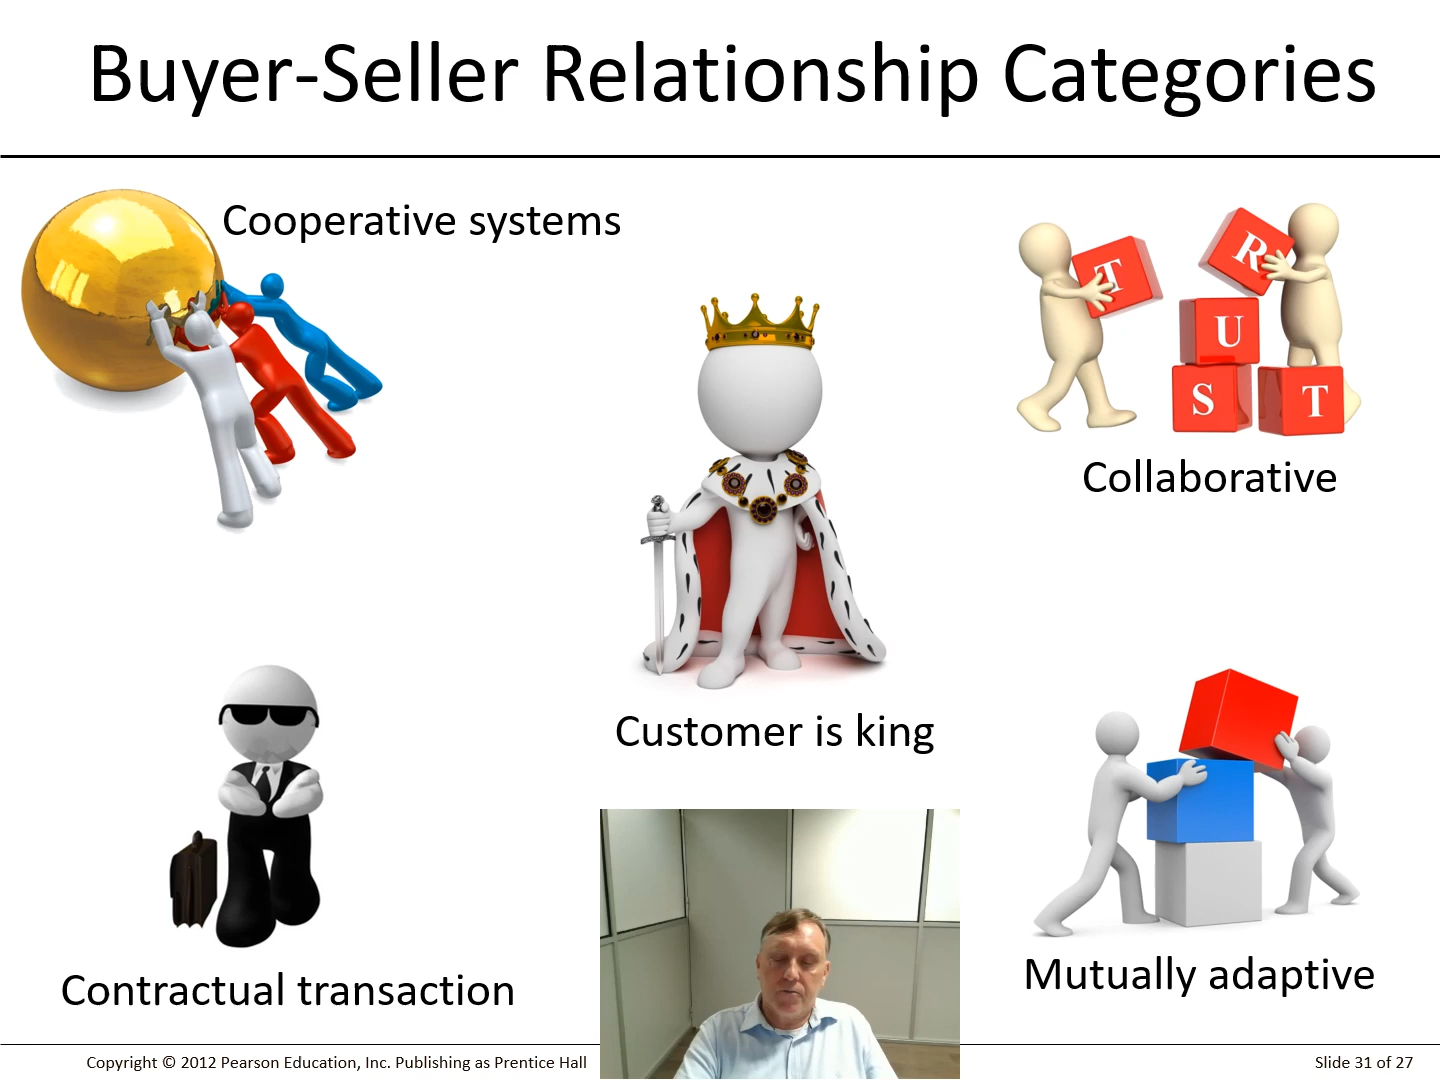 Buyer-Seller Relationship Categories
Cooperative systems
T
R
U
S
T
Collaborative
Customer is king
Contractual transaction
Mutually adaptive
Copyright © 2012 Pearson Education, Inc. Publishing as Prentice Hall
Slide 31 of 27